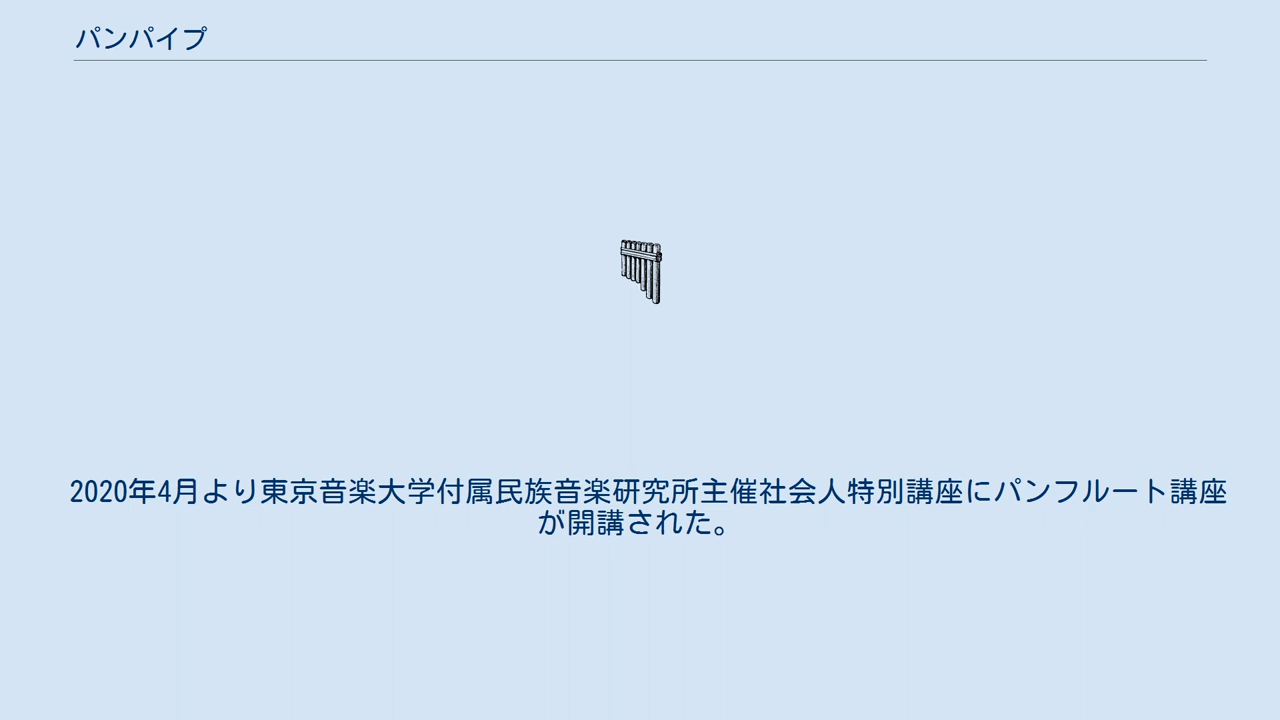 パンパイプ
2020年4月より東京音楽大学付属民族音楽研究所主催社会人特別講座にパンフルート講座
が開講された。